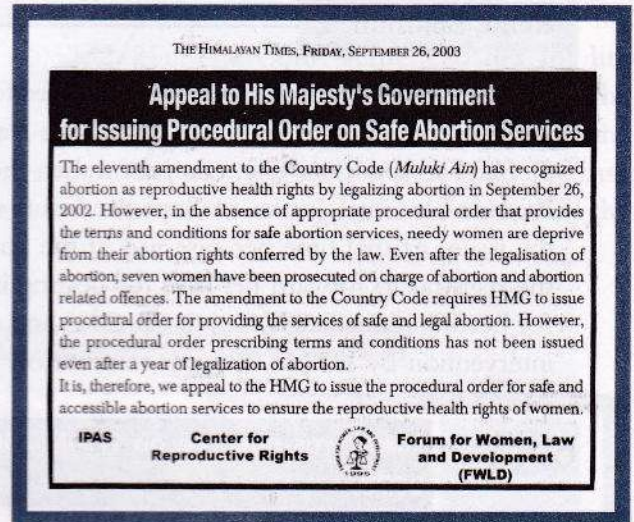 THE HIMALAYAN TIMES, FRIDAY, SEPTEMBER 26, 2003
Appeal to His Majesty's Government
for Issuing Procedural Order on Safe Abortion Services
The eleventh amendment to the Country Code (Muluki Ain) has recognized
abortion as reproductive health rights by legalizing abortion in September 26,
2002. However, in the absence of appropriate procedural order that provides
the terms and conditions for safe abortion services, needy women are deprive
from their abortion rights conferred by the law. Even after the legalisation of
abortion, seven women have been prosecuted on charge of abortion and abortion
related offences. The amendment to the Country Code requires HMG to issue
procedural order for providing the services of safe and legal abortion. However,
the procedural order prescribing terms and conditions has not been issued
even after a year of legalization of abortion.
It is, therefore, we appeal to the HMG to issue the procedural order for safe and
accessible abortion services to ensure the reproductive health rights of women.
IPAS
Center for
Reproductive Rights
1995
Forum for Women, Law
and Development
(FWLD)